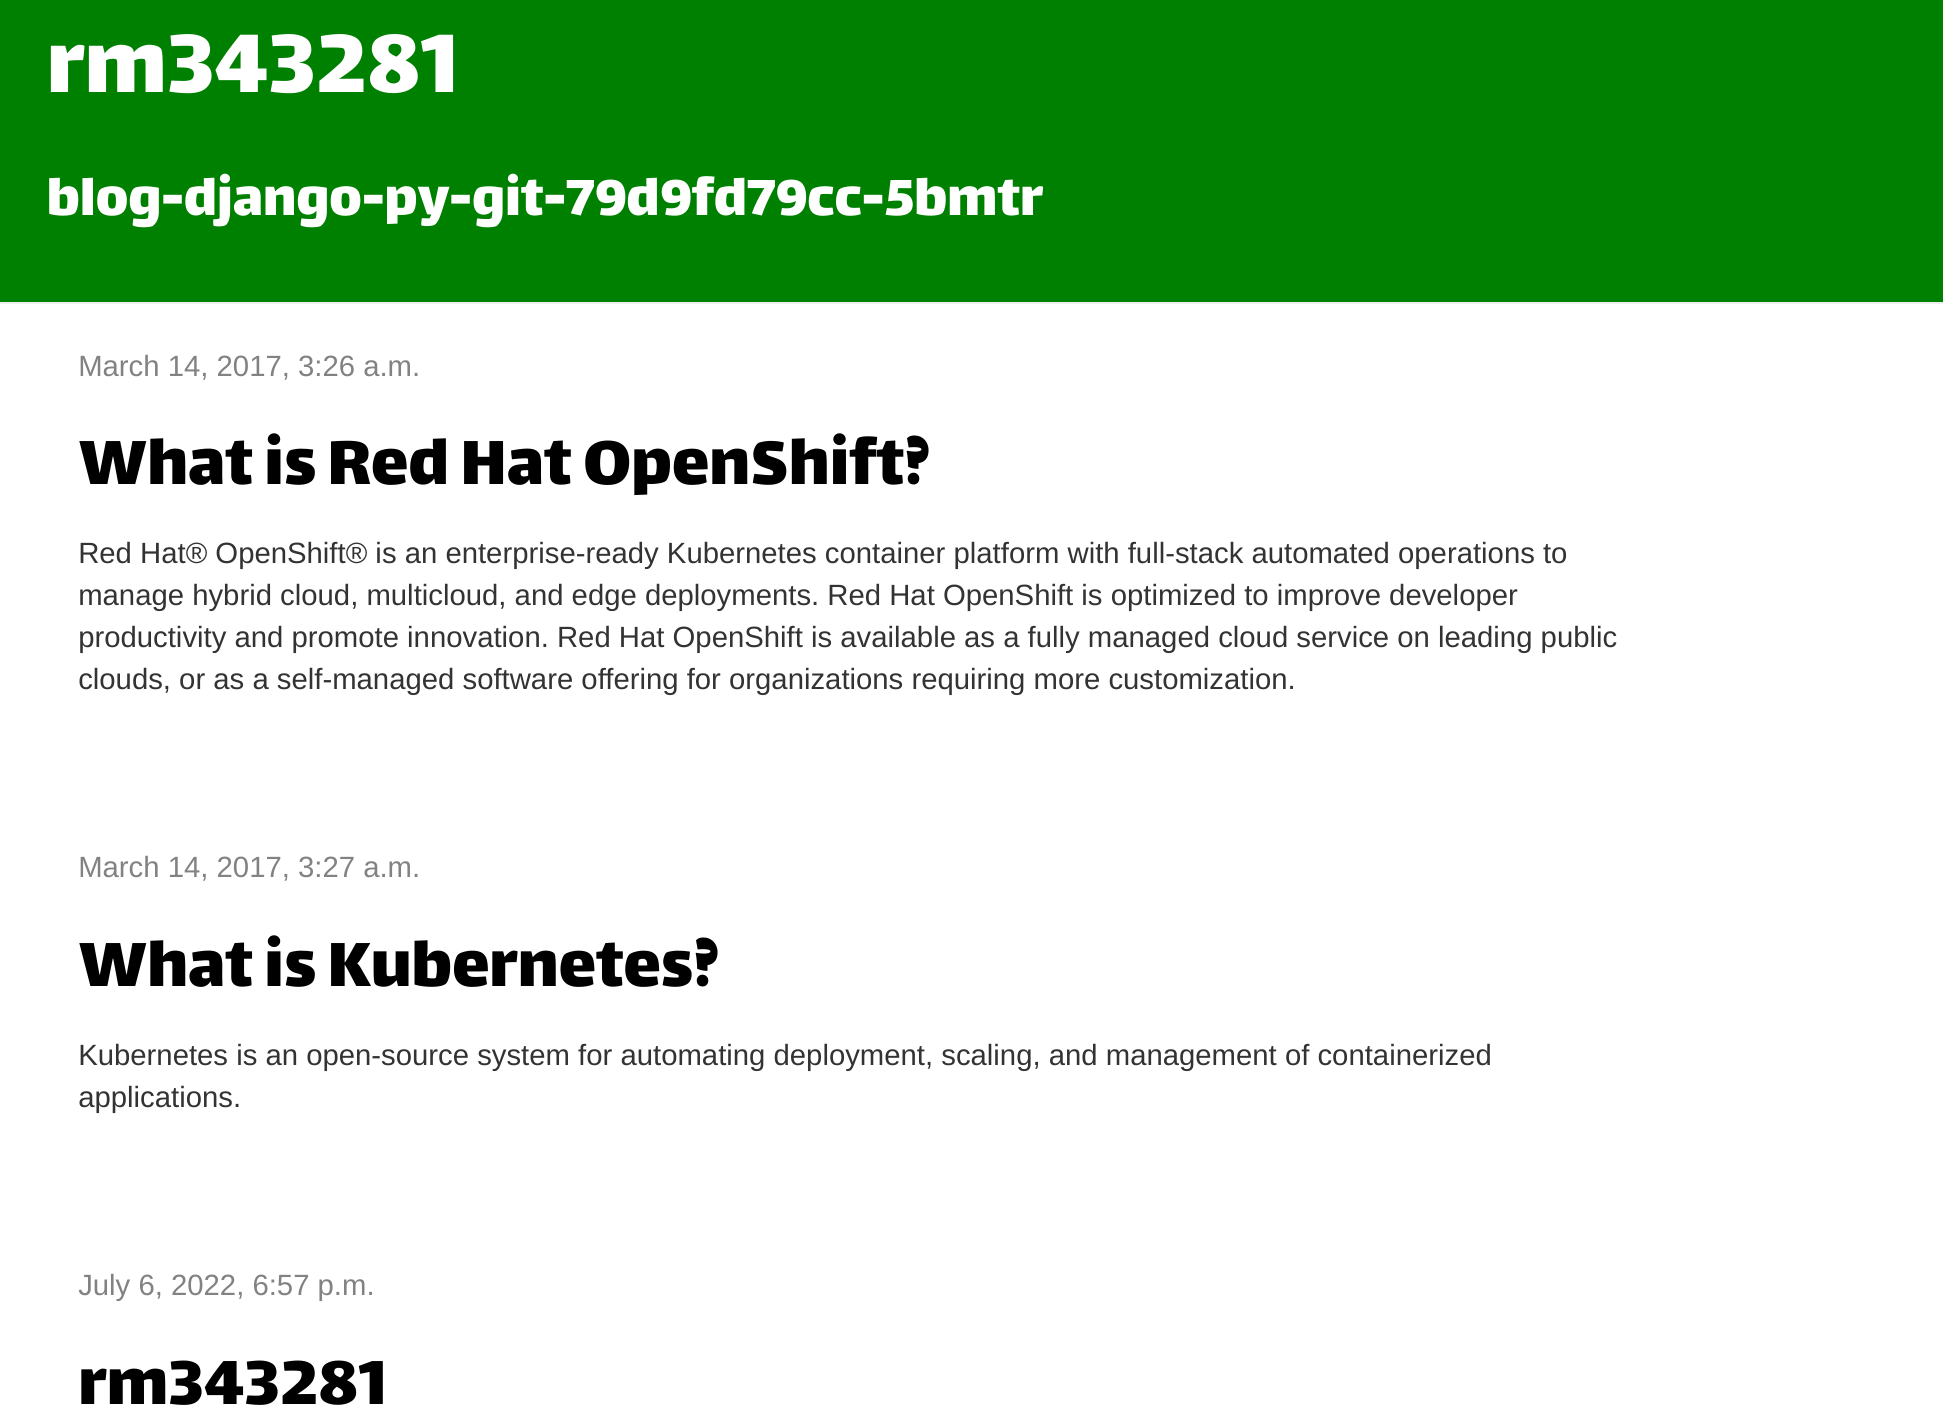 rm343281
blog-django-py-git-79d9fd79cc-5bmtr
March 14, 2017, 3:26 a.m.
What is Red Hat OpenShift?
Red Hat® OpenShift® is an enterprise-ready Kubernetes container platform with full-stack automated operations to
manage hybrid cloud, multicloud, and edge deployments. Red Hat OpenShift is optimized to improve developer
productivity and promote innovation. Red Hat OpenShift is available as a fully managed cloud service on leading public
clouds, or as a self-managed software offering for organizations requiring more customization.
March 14, 2017, 3:27 a.m.
What is Kubernetes?
Kubernetes is an open-source system for automating deployment, scaling, and management of containerized
applications.
July 6, 2022, 6:57 p.m.
rm343281